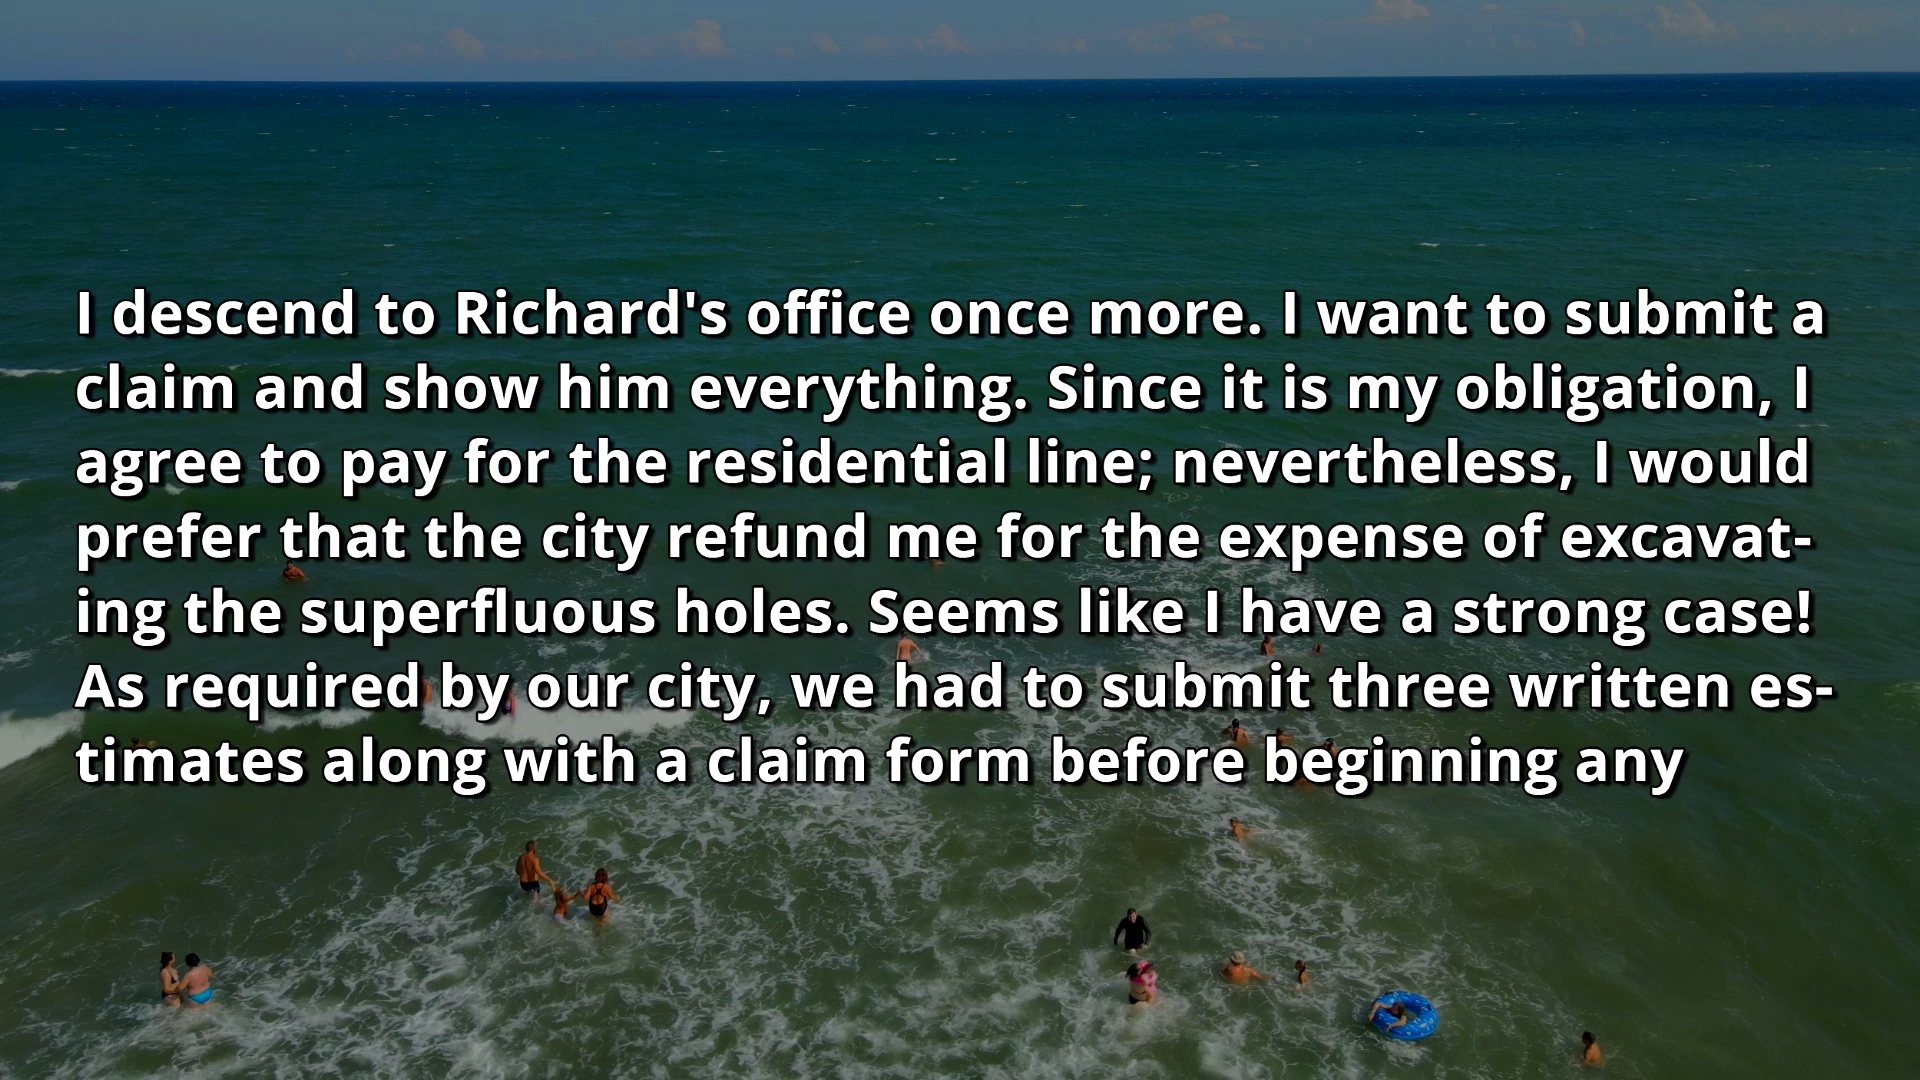 I descend to Richard's office once more. I want to submit a
claim and show him everything. Since it is my obligation, I
agree to pay for the residential line; nevertheless, I would
prefer that the city refund me for the expense of excavat-
ing the superfluous holes. Seems like I have a strong case!
As required by our city, we had to submit three written es-
timates along with a claim form before beginning any